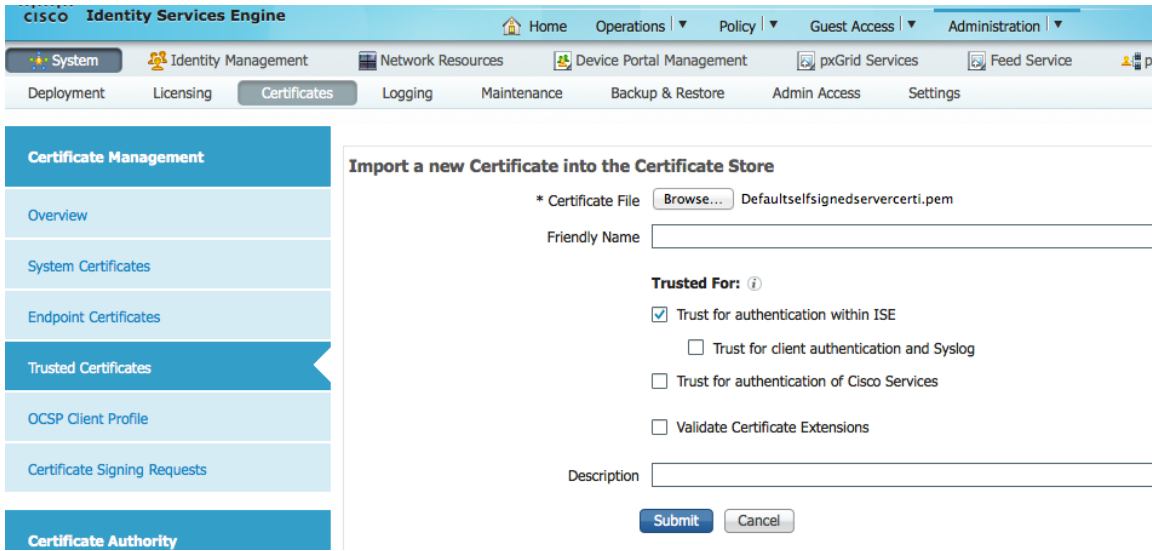 CISCO Identity Services Engine
Home Operations Policy Guest Access Administration
System Identity Management Network Resources Device Portal Management pxGrid Services Feed Service p
Deployment Licensing Certificates Logging Maintenance Backup & Restore Admin Access Settings
Certificate Management
Overview
System Certificates
Endpoint Certificates
Trusted Certificates
OCSP Client Profile
Certificate Signing Requests
Certificate Authority
Import a new Certificate into the Certificate Store
* Certificate File Browse... Defaultselfsignedservercerti.pem
Friendly Name
Trusted For: i
Trust for authentication within ISE
Trust for client authentication and Syslog
Trust for authentication of Cisco Services
Validate Certificate Extensions
Description
Submit Cancel